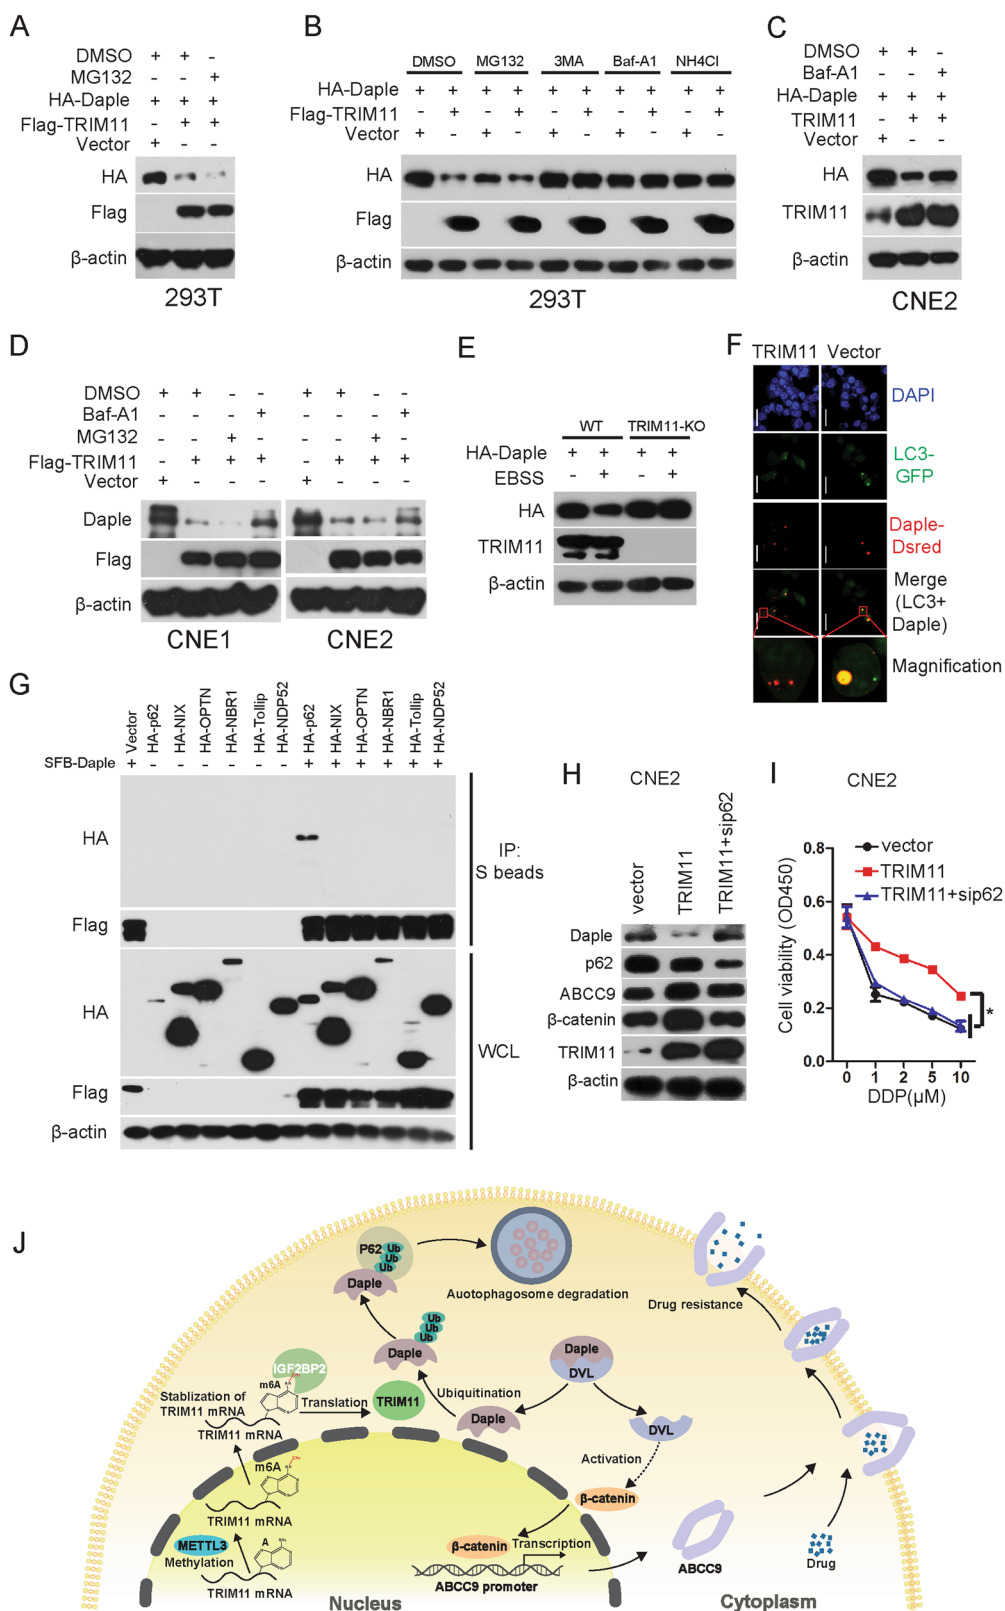 A
DMSO + + -
MG132 - - +
HA-Daple + + +
Flag-TRIM11 - + +
Vector + - -
HA
Flag
β-actin
293T
B
DMSO MG132 3MA Baf-A1 NH4Cl
HA-Daple + + + + + + + + + +
Flag-TRIM11 - + - + - + - + - +
Vector + - + - + - + - + -
HA
Flag
β-actin
293T
C
DMSO + + -
Baf-A1 - - +
HA-Daple + + +
TRIM11 - + +
Vector + - -
HA
TRIM11
β-actin
CNE2
D
DMSO + + - - + + - -
Baf-A1 - - - + - - - +
MG132 - - + - - - + -
Flag-TRIM11 - + + + - + + +
Vector + - - - + - - -
Daple
Flag
β-actin
CNE1 CNE2
E
WT TRIM11-KO
HA-Daple + + + +
EBSS - + - +
HA
TRIM11
β-actin
F
TRIM11 Vector
DAPI
LC3-
GFP
Daple-
Dsred
Merge
(LC3+
Daple)
Magnification
G
Vector HA-p62 HA-NIX HA-OPTN HA-NBR1 HA-Tollip HA-NDP52 HA-p62 HA-NIX HA-OPTN HA-NBR1 HA-Tollip HA-NDP52
SFB-Daple + - - - - - - + + + + + +
HA
Flag
IP:
S beads
HA
Flag
β-actin
WCL
H
CNE2
vector TRIM11 TRIM11+sip62
Daple
p62
ABCC9
β-catenin
TRIM11
β-actin
I
CNE2
vector
TRIM11
TRIM11+sip62
Cell viability (OD450)
0.8
0.6
0.4
0.2
0.0
*
0 1 2 5 10
DDP(μM)
J
P62
Ub
Ub
Ub
Daple
Auotophagosome degradation
Drug resistance
Ub
Ub
Ub
Daple
Daple
DVL
IGF2BP2
m6A
Stablization of
TRIM11 mRNA
Translation
TRIM11
Ubiquitination
Daple
TRIM11 mRNA
DVL
Activation
m6A
TRIM11 mRNA
β-catenin
METTL3
Methylation
A
TRIM11 mRNA
β-catenin
Transcription
ABCC9 promoter
ABCC9
Drug
Nucleus
Cytoplasm